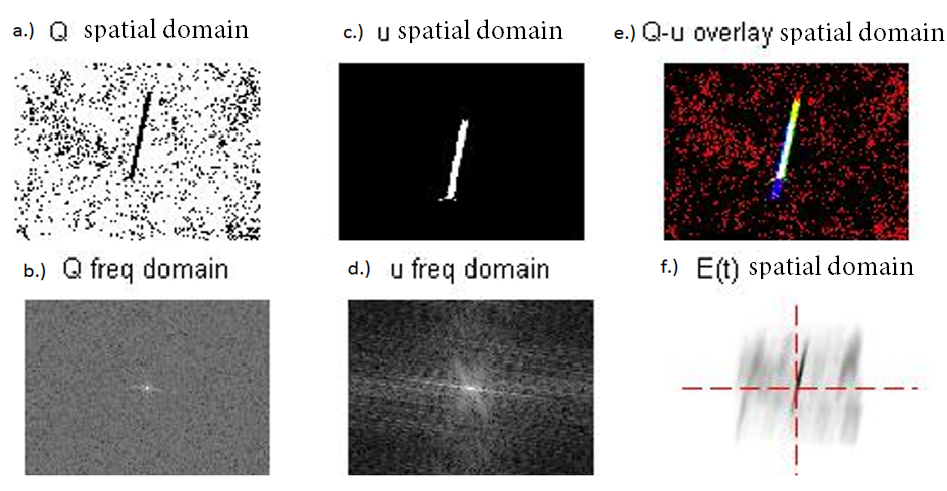 a.) Q spatial domain
c.) u spatial domain
e.) Q-u overlay spatial domain
b.) Q freq domain
d.) u freq domain
f.) E(t) spatial domain